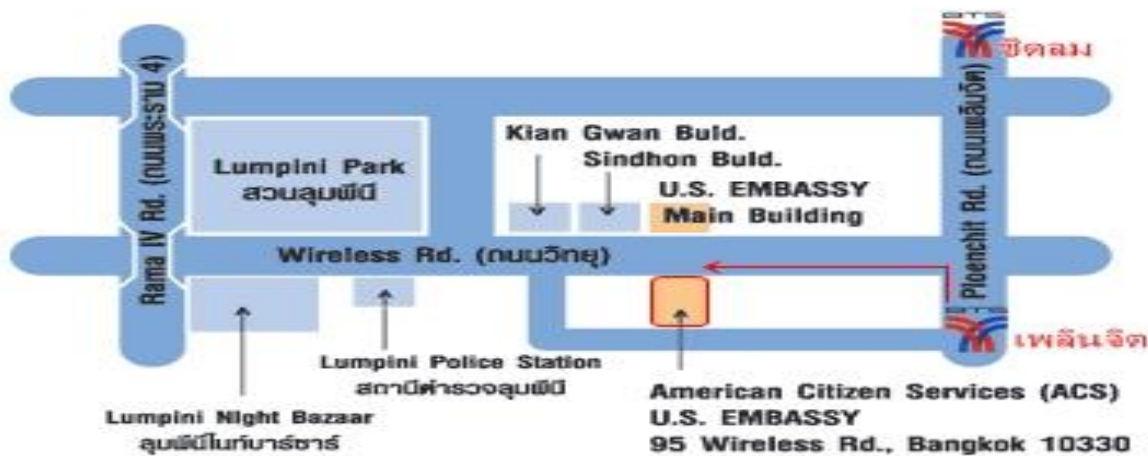 BTS
ชิดลม
Rama IV Rd. (ถนนพระราม 4)
Ploenchit Rd. (ถนนเพลินจิต)
Kian Gwan Buld.
Sindhon Buld.
Lumpini Park
สวนลุมพินี
U.S. EMBASSY
Main Building
Wireless Rd. (ถนนวิทยุ)
เพลินจิต
Lumpini Police Station
สถานีตำรวจลุมพินี
Lumpini Night Bazaar
ลุมพินีไนท์บาร์ซาร์
American Citizen Services (ACS)
U.S. EMBASSY
95 Wireless Rd., Bangkok 10330